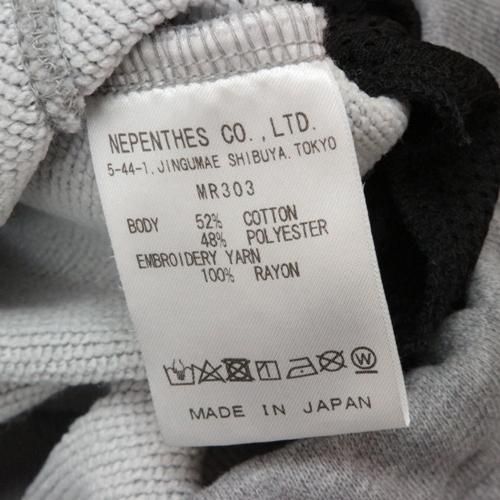 NEPENTHES CO.,LTD.
5-44-1,JINGUMAE SHIBUYA.TOKYO
MR303
BODY 52% COTTON
48% POLYESTER
EMBROIDERY YARN
100% RAYON
W
MADE IN JAPAN